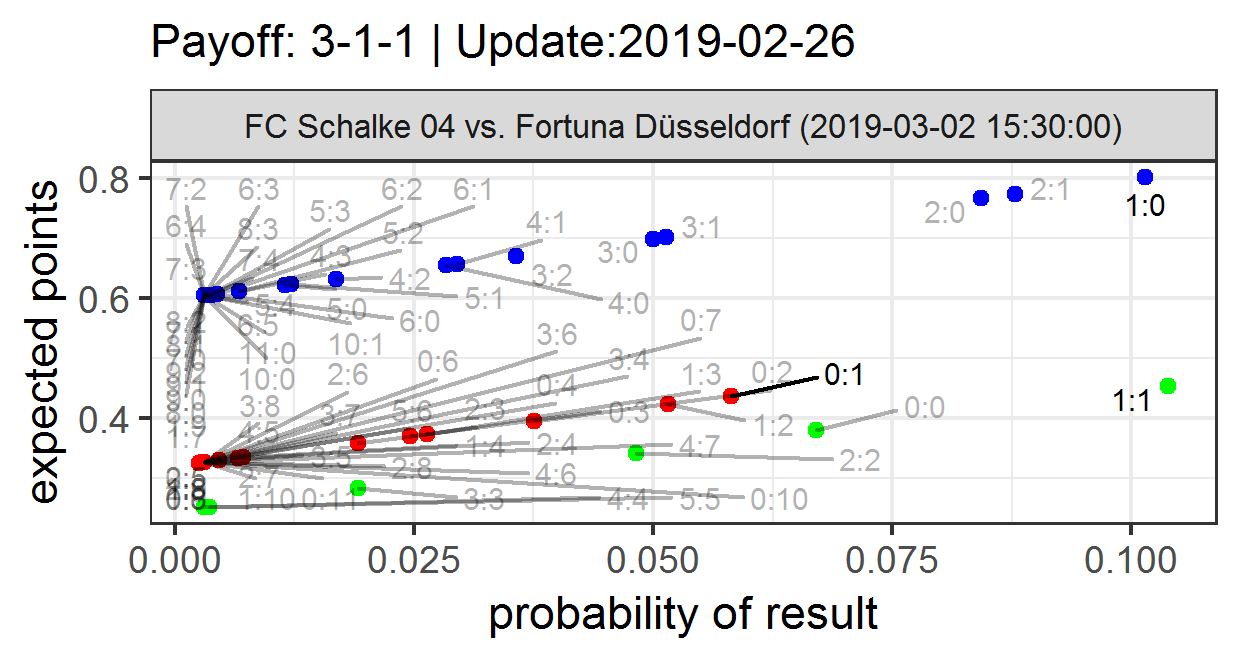 Payoff: 3-1-1 | Update:2019-02-26
FC Schalke 04 vs. Fortuna Düsseldorf (2019-03-02 15:30:00)
expected points
0.8
0.6
0.4
7:2 6:3 6:2 6:1
2:1
2:0
1:0
6:4 8:3 5:3 4:1 3:1
5:2
3:0
7:3 7:4 4:3
4:2 3:2
5:4 5:0 5:1 4:0
6:5 6:0
3:6 0:7
11:0 10:1
10:0 2:6 0:6 3:4 1:3 0:2 0:1
0:4
1:1
3:8 3:7 5:6 2:3 0:3 0:0
1:2
1:7 4:5
3:5 1:4 2:4 4:7
2:2
2:7 2:8 4:6
1:10 0:11 3:3 4:4 5:5 0:10
0.000 0.025 0.050 0.075 0.100
probability of result